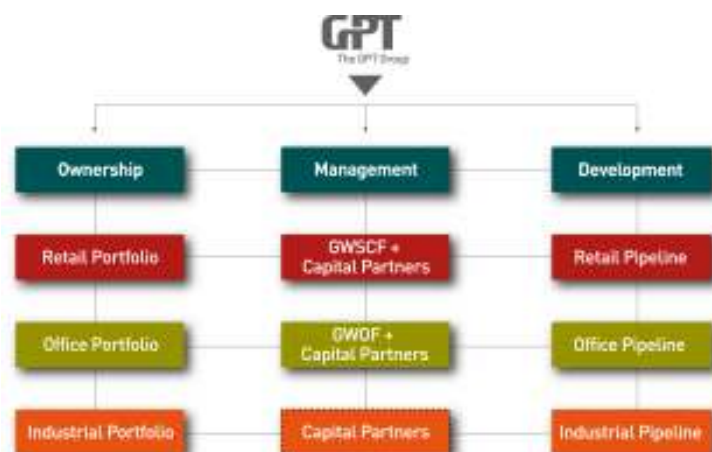 GPT
The GPT Group
Ownership
Management
Development
Retail Portfolio
GWSCF +
Capital Partners
Retail Pipeline
Office Portfolio
GWOF +
Capital Partners
Office Pipeline
Industrial Portfolio
Capital Partners
Industrial Pipeline